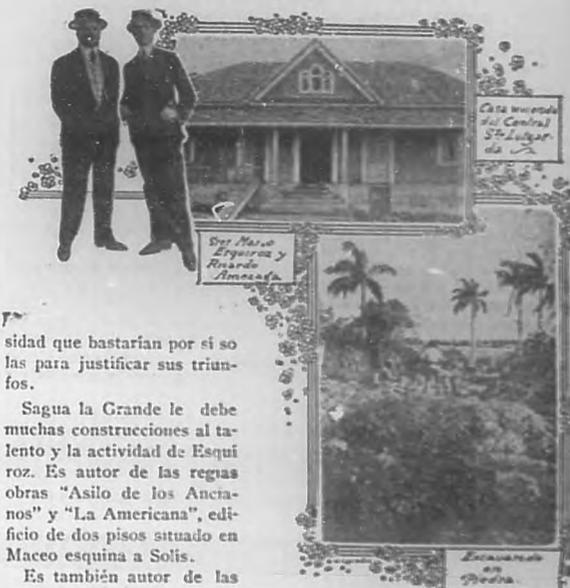 Casa vivienda
del Central
Sta Lutgar-
da
Sres Mario
Esquiroz y
Ricardo
Amezaga
sidad que bastarían por si so
las para justificar sus triun-
fos.
Sagua la Grande le debe
muchas construcciones al ta-
lento y la actividad de Esqui
roz. Es autor de las regias
obras "Asilo de los Ancia-
nos" y "La Americana", edi-
ficio de dos pisos situado en
Maceo esquina a Solis.
Es también autor de las
Excavando
en
Piedra